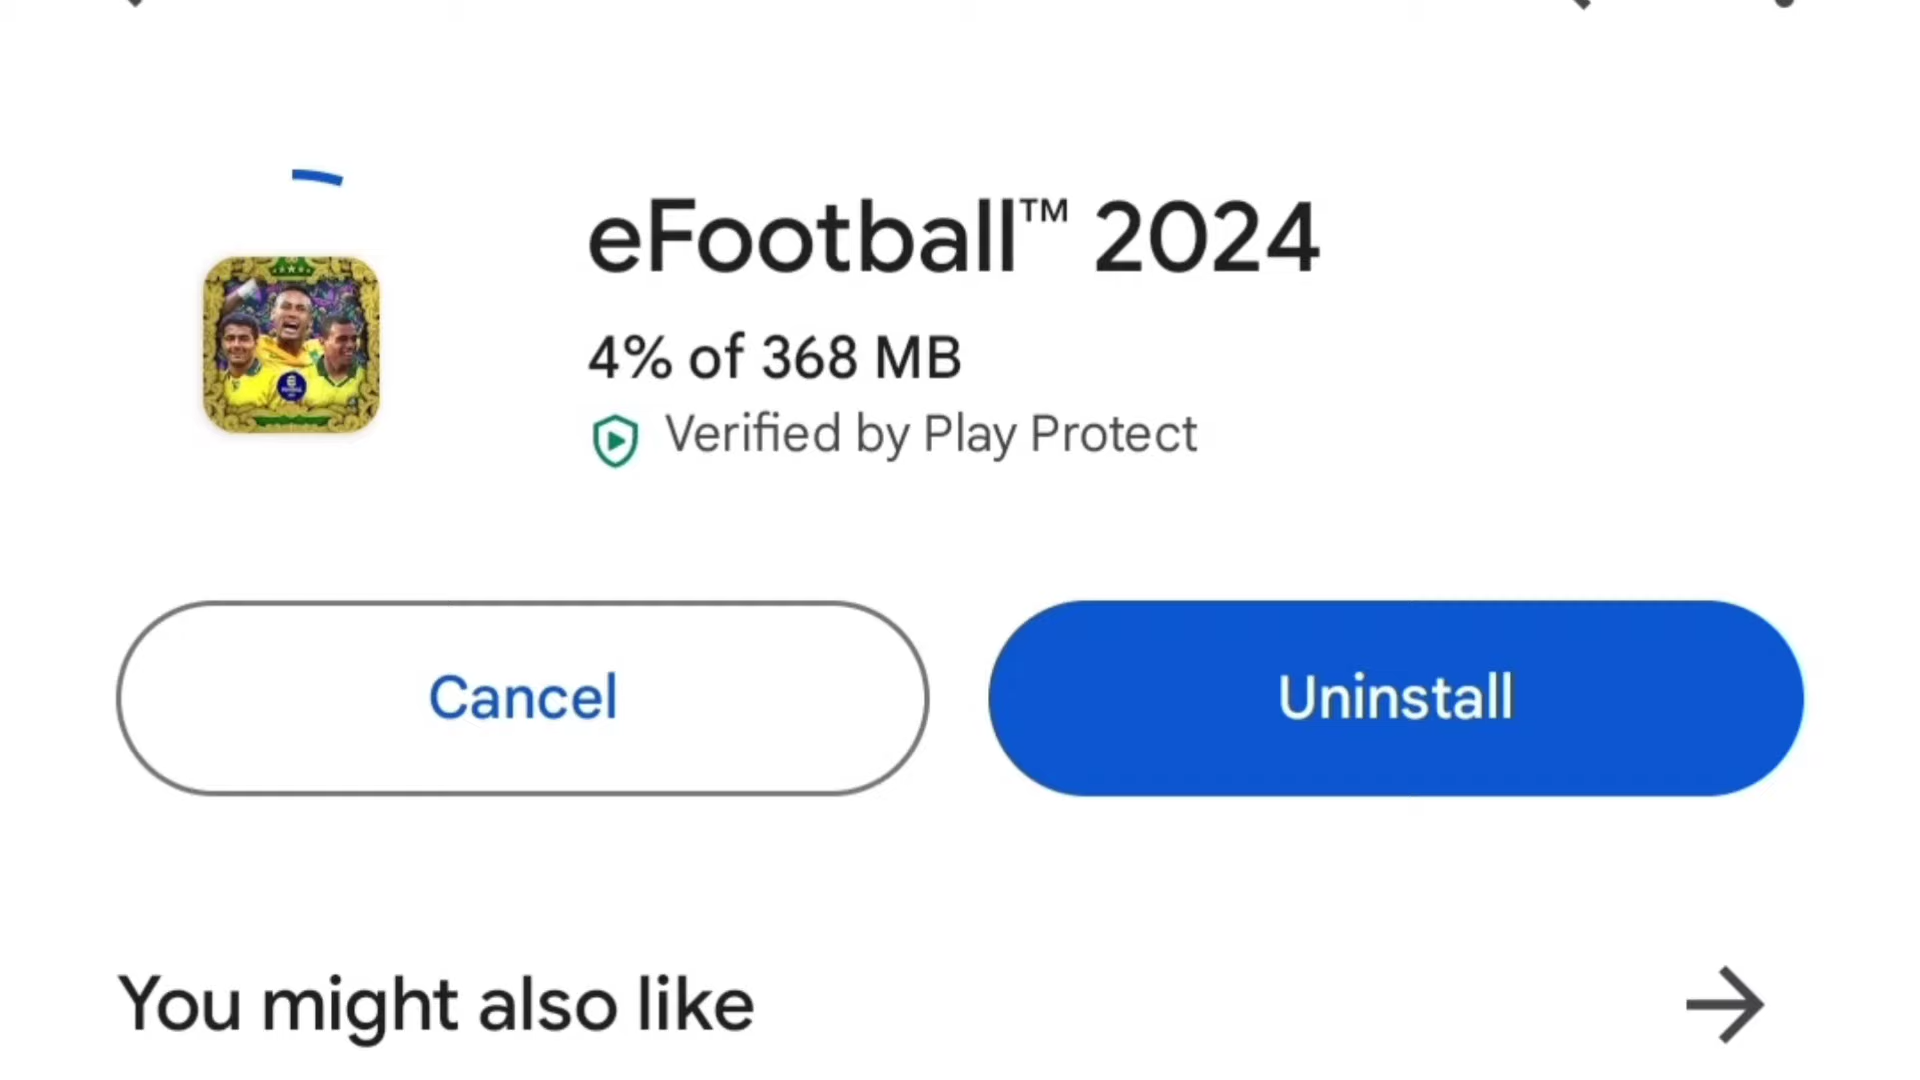 eFootball™ 2024
4% of 368 MB
Verified by Play Protect
Cancel
Uninstall
You might also like